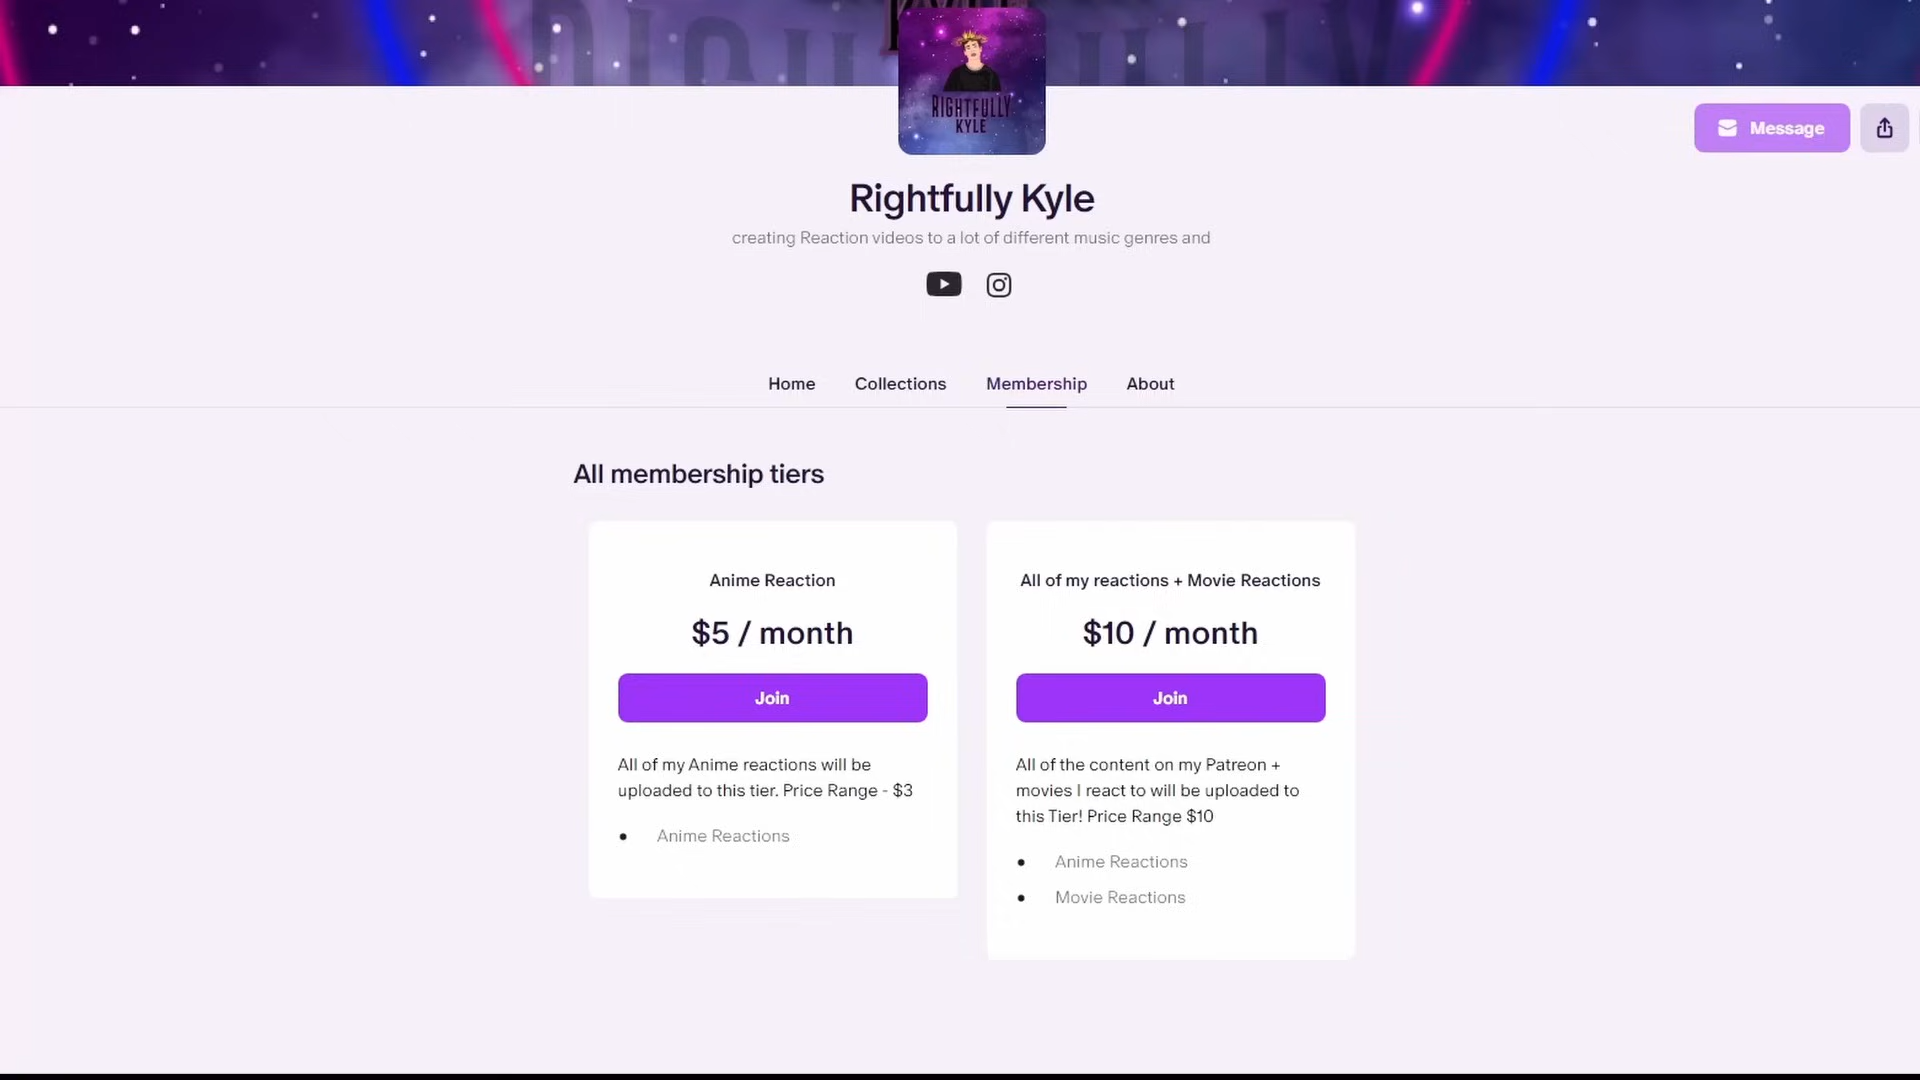 RIGHTFULLY
KYLE
Message
Rightfully Kyle
creating Reaction videos to a lot of different music genres and
Home Collections Membership About
All membership tiers
Anime Reaction
$5 / month
Join
All of my Anime reactions will be
uploaded to this tier. Price Range - $3
• Anime Reactions
All of my reactions + Movie Reactions
$10 / month
Join
All of the content on my Patreon +
movies I react to will be uploaded to
this Tier! Price Range $10
• Anime Reactions
• Movie Reactions